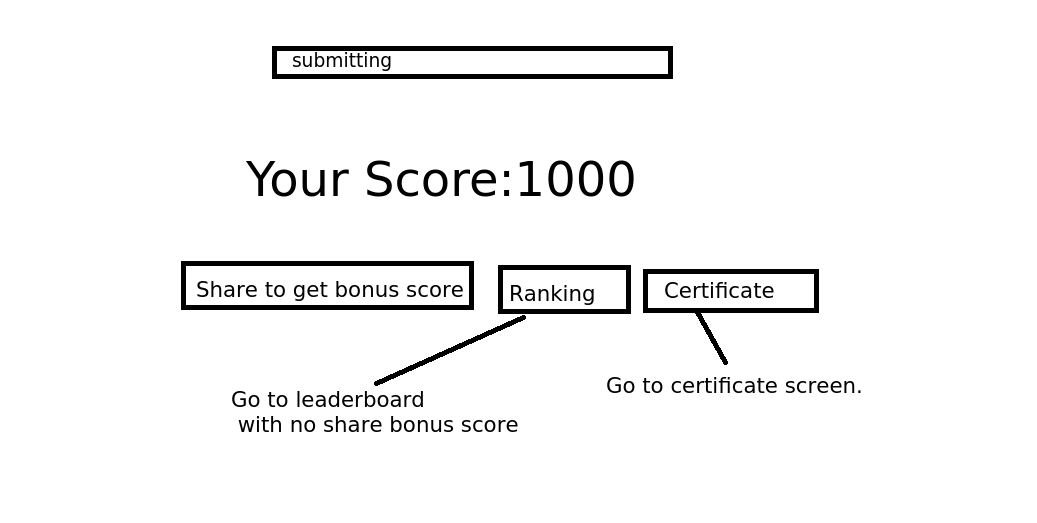 submitting
Your Score:1000
Share to get bonus score
Ranking
Certificate
Go to leaderboard
with no share bonus score
Go to certificate screen.